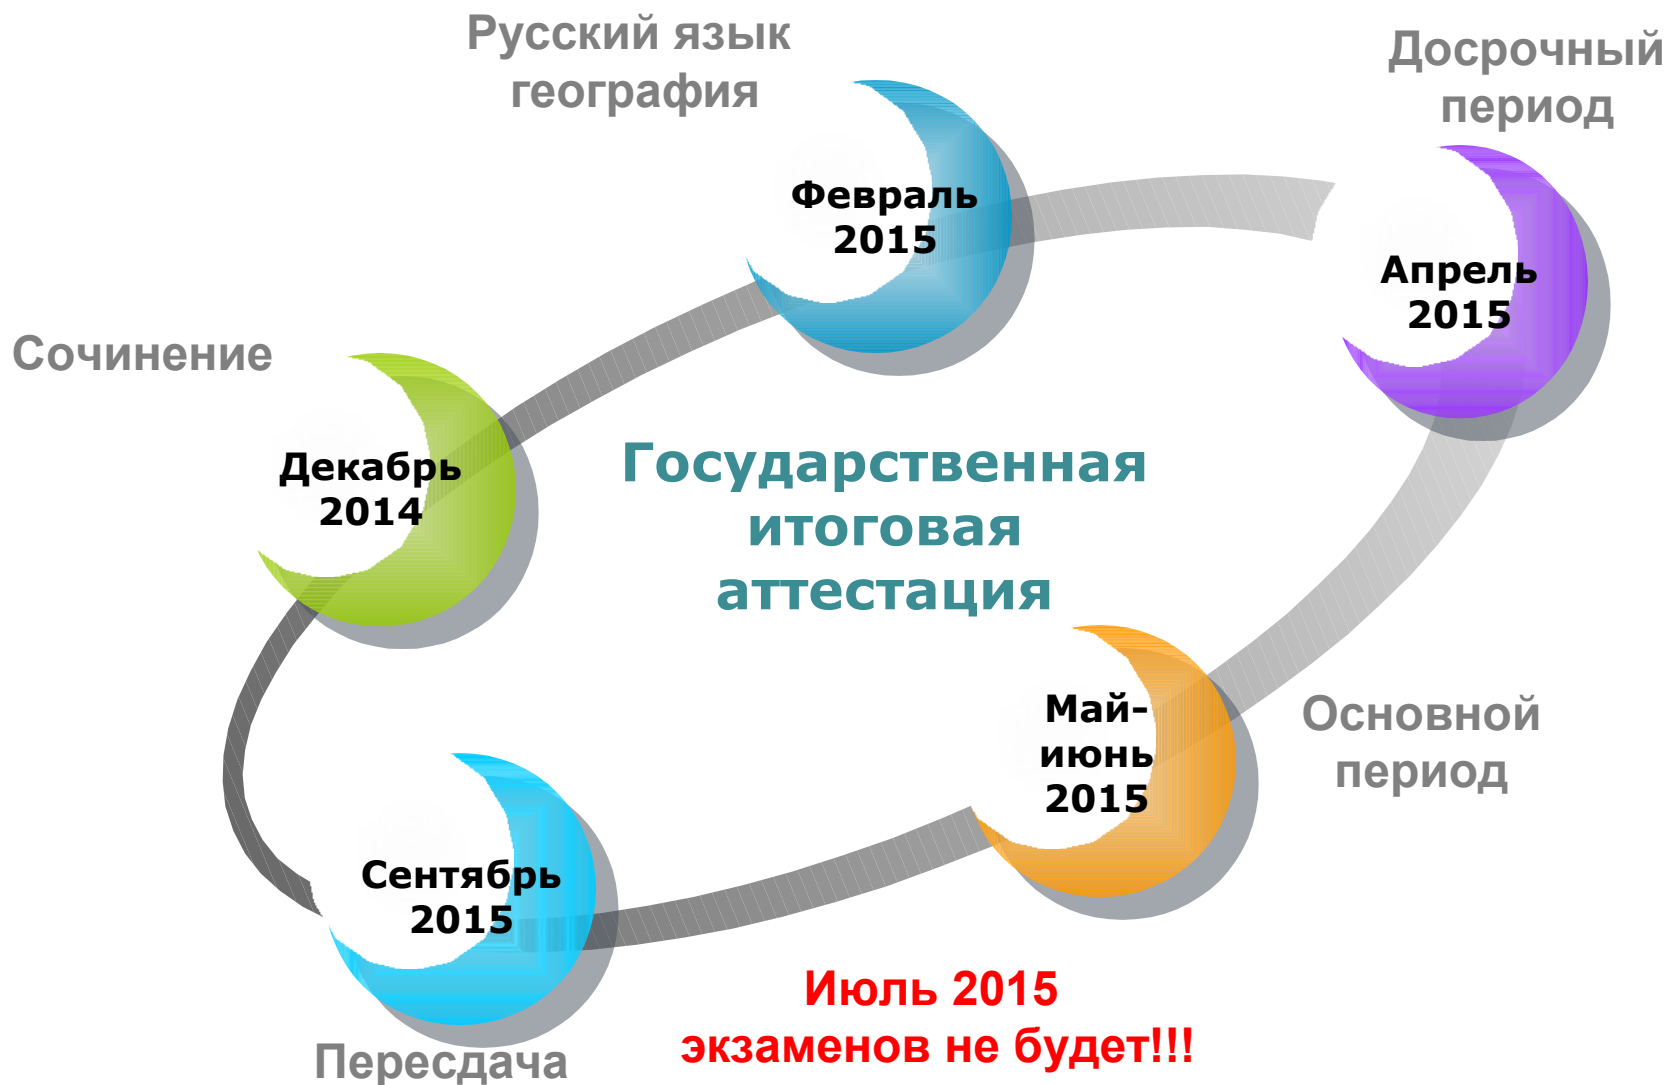 Русский язык
география
Досрочный
период
Февраль
2015
Апрель
2015
Сочинение
Декабрь
2014
Государственная
итоговая
аттестация
Май-
июнь
2015
Основной
период
Сентябрь
2015
Июль 2015
экзаменов не будет!!!
Пересдача